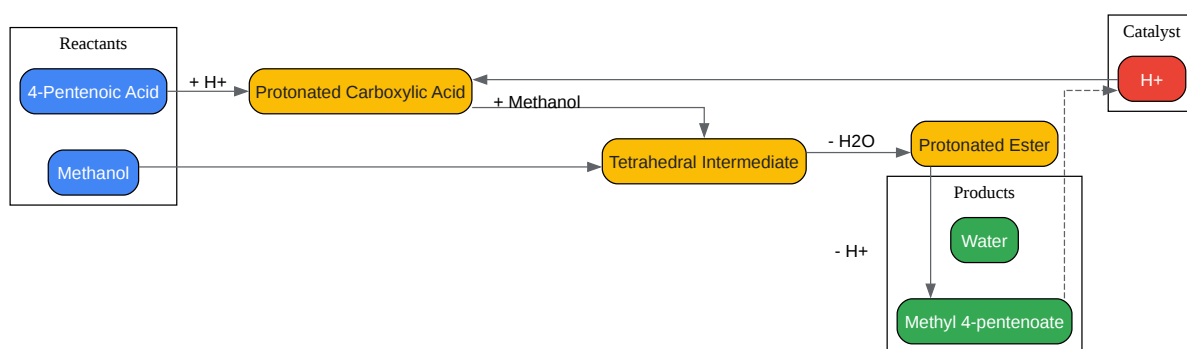 Reactants
4-Pentenoic Acid
+ H+
Protonated Carboxylic Acid
+ Methanol
Methanol
Tetrahedral Intermediate
- H2O
Protonated Ester
Catalyst
H+
Products
Water
- H+
Methyl 4-pentenoate